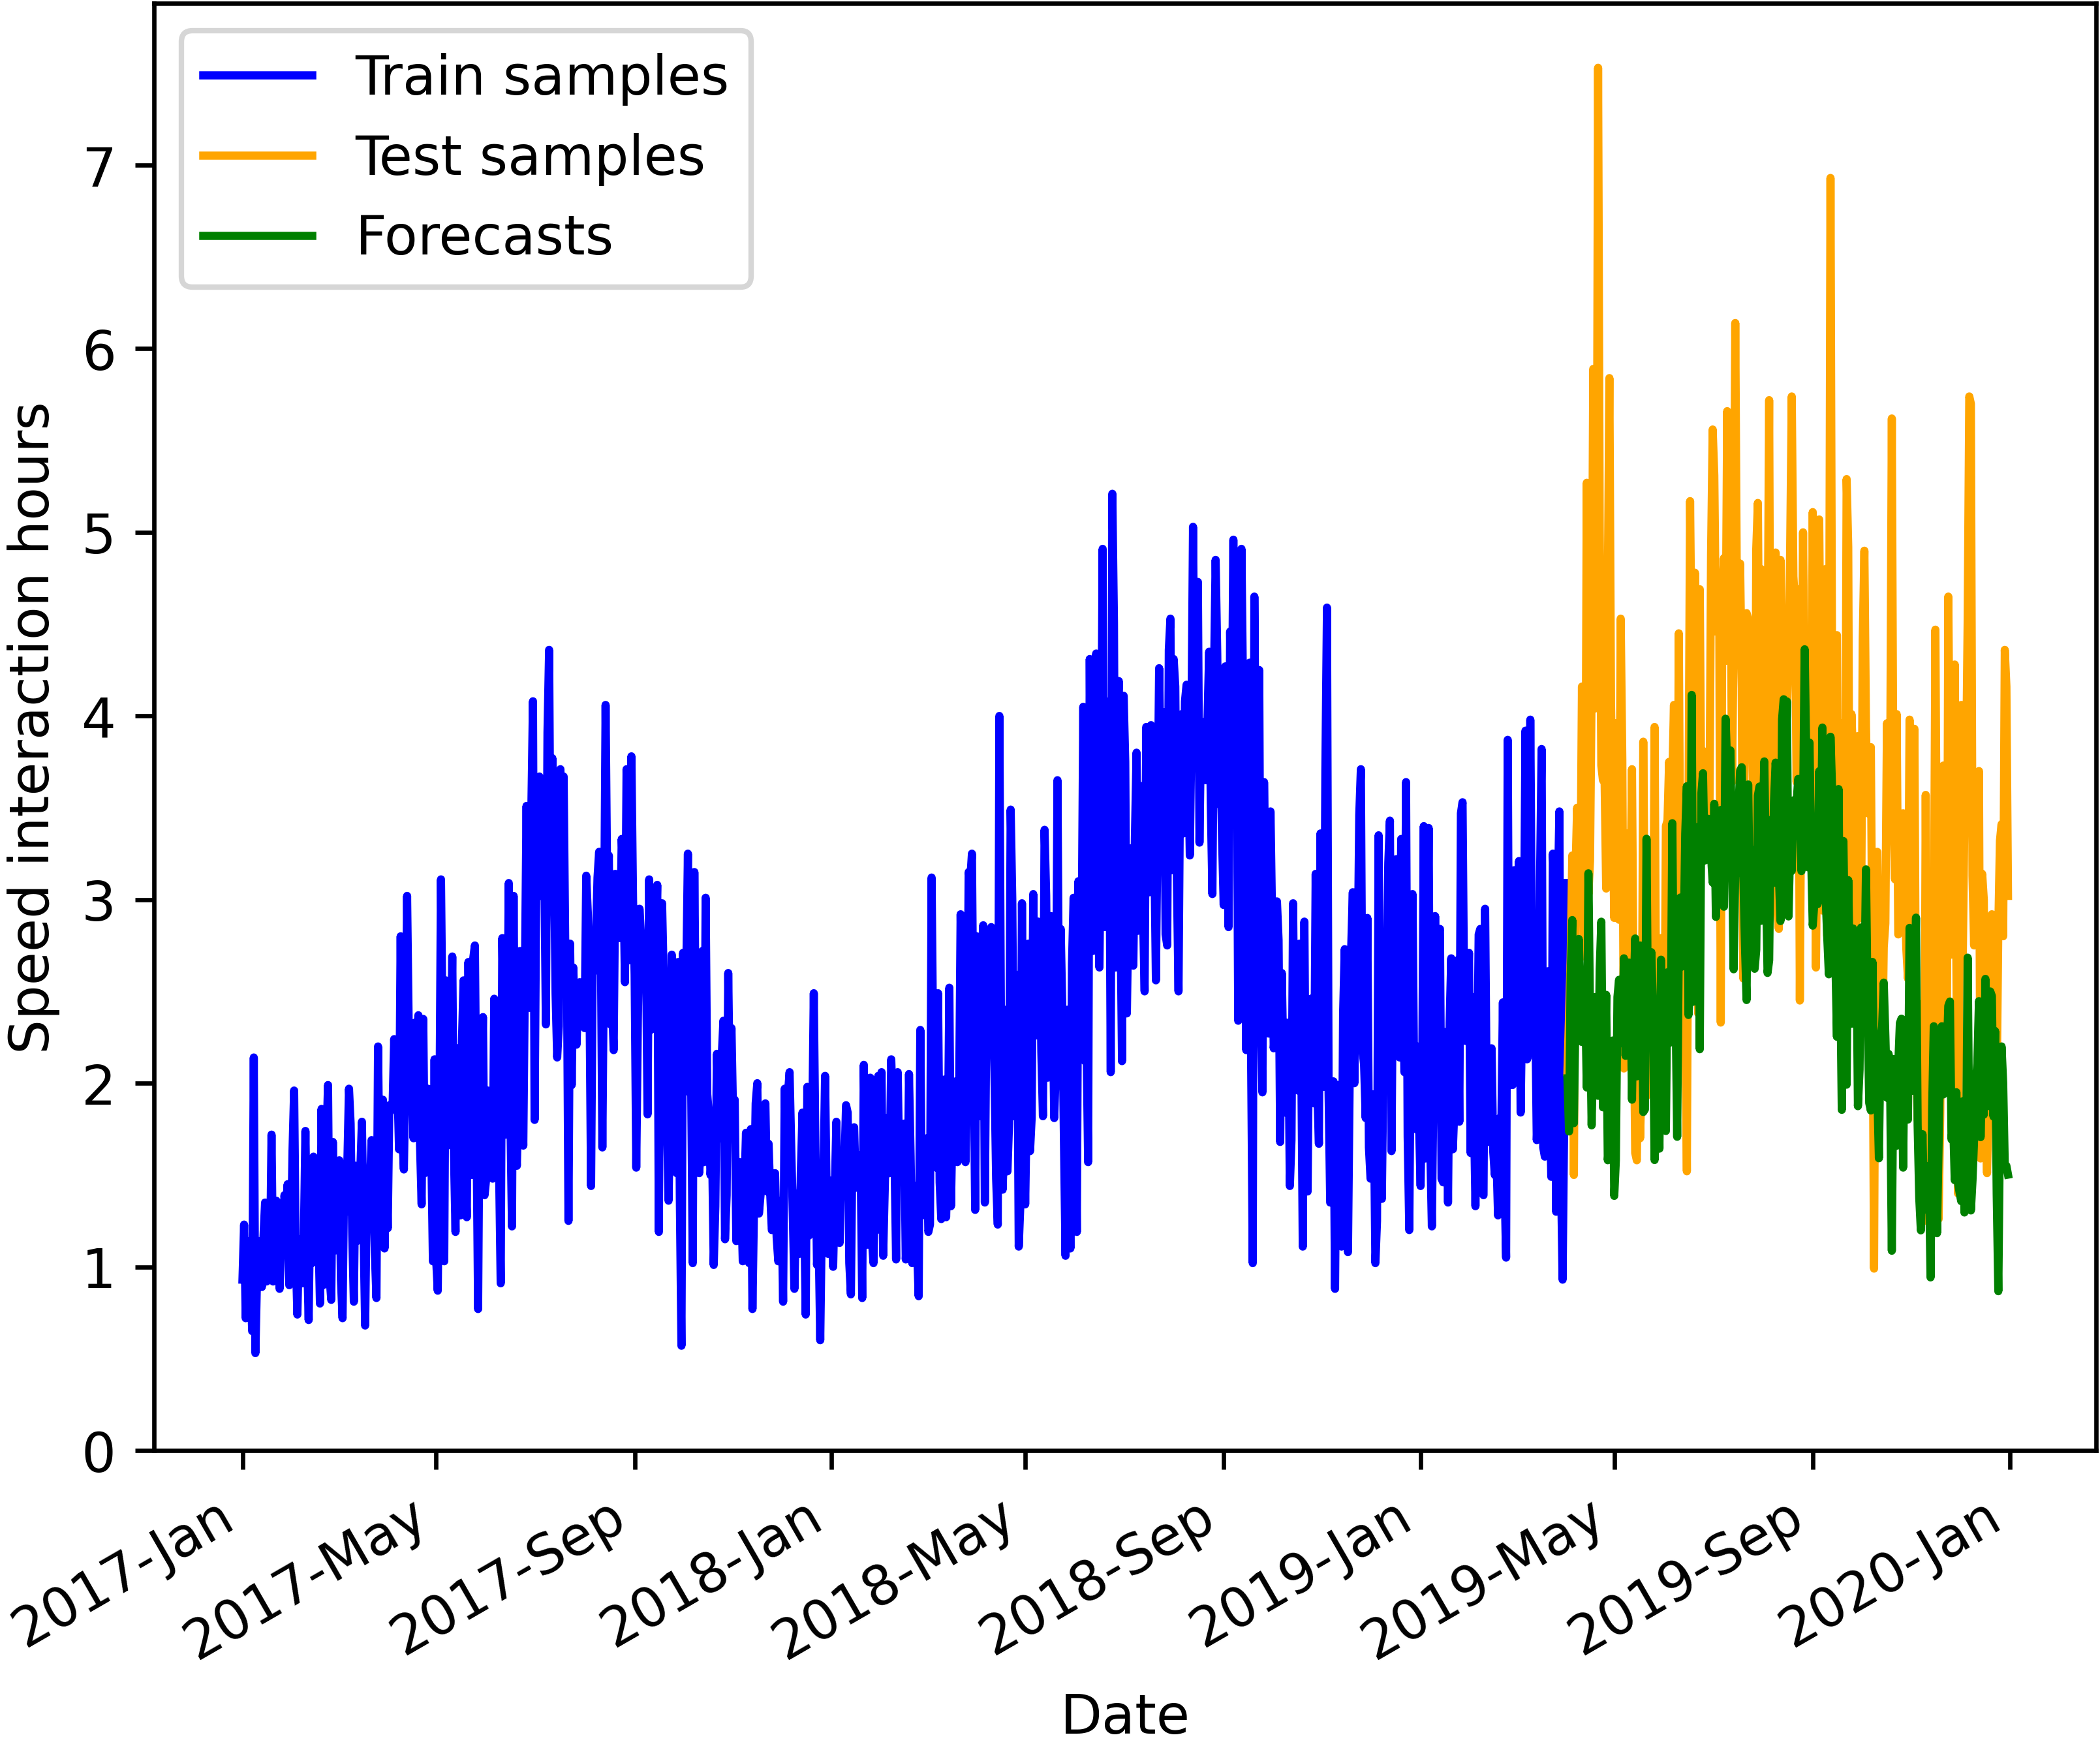 Train samples
Test samples
Forecasts
Speed interaction hours
7
6
5
4
3
2
1
0
2017-Jan
2017-May
2017-Sep
2018-Jan
2018-May
2018-Sep
2019-Jan
2019-May
2019-Sep
2020-Jan
Date